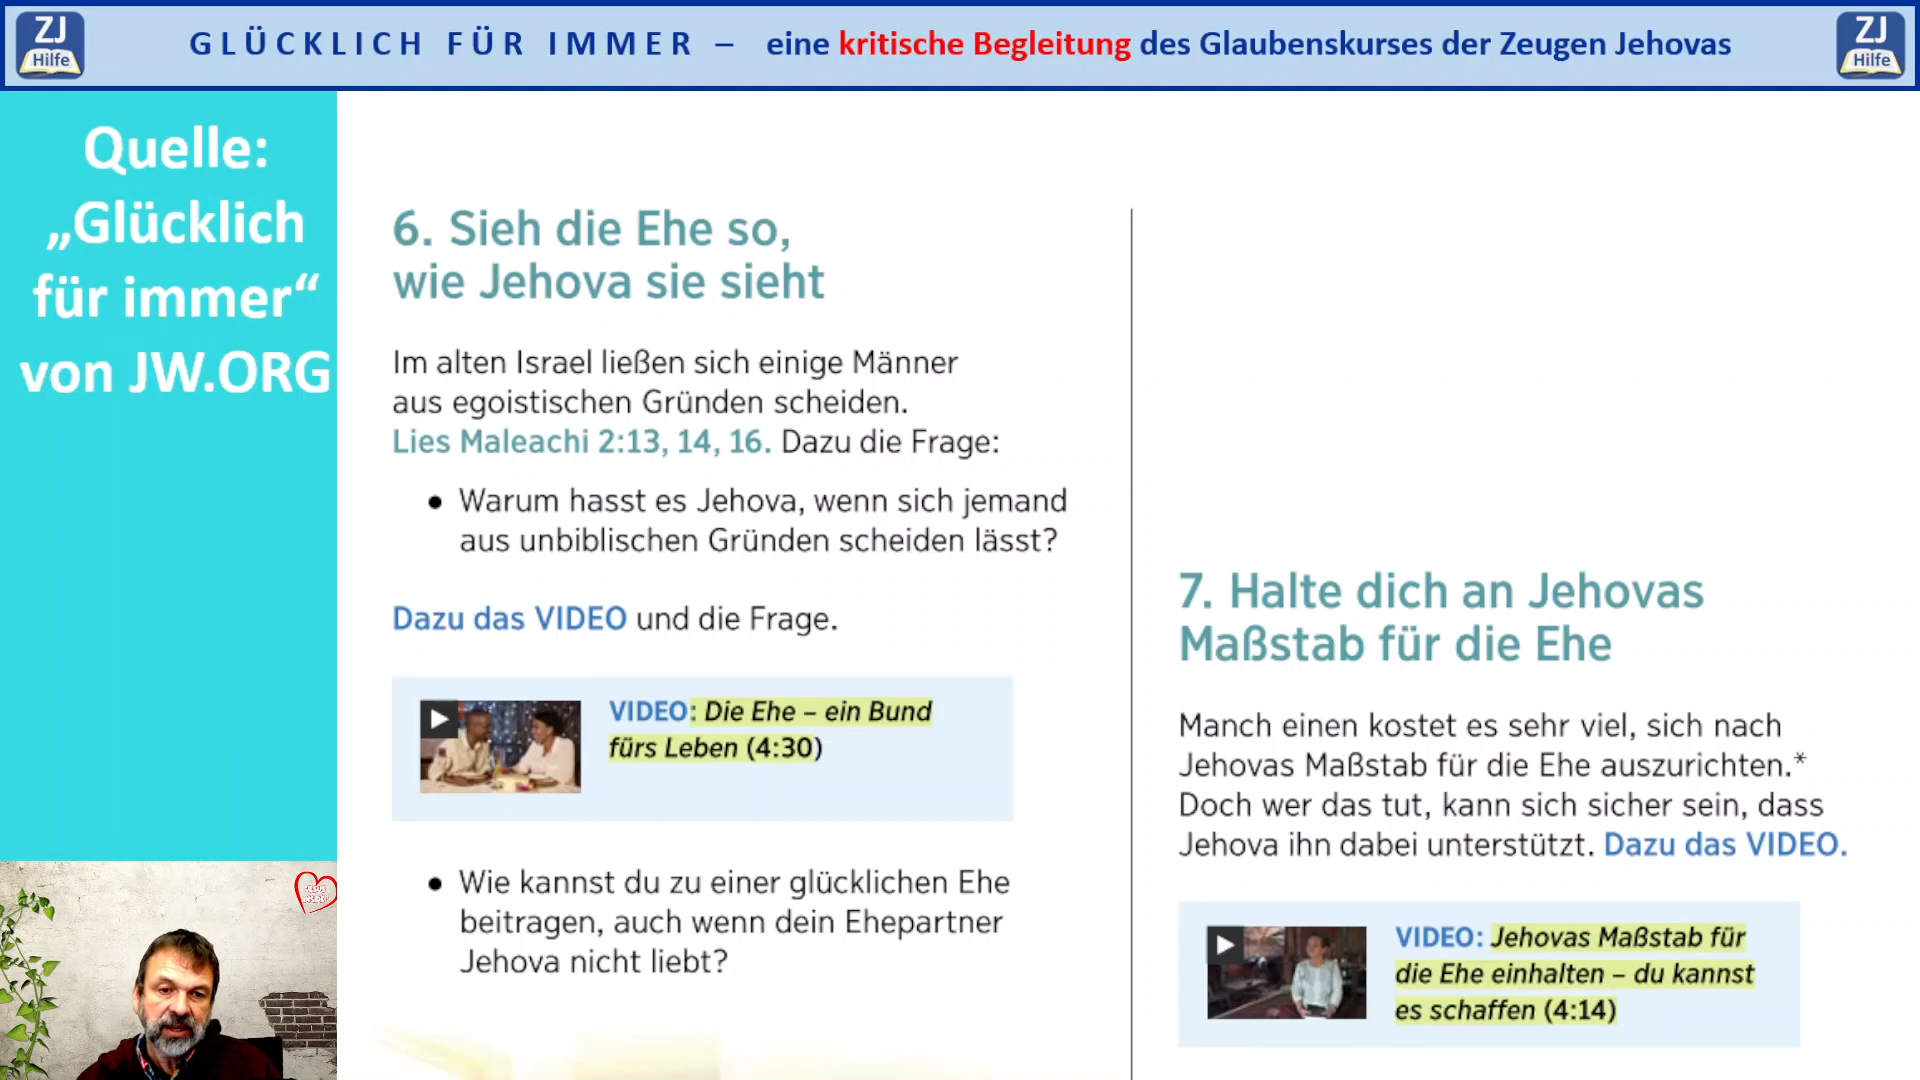 ZJ
Hilfe
GLÜCKLICH FÜR IMMER – eine kritische Begleitung des Glaubenskurses der Zeugen Jehovas
ZJ
Hilfe
Quelle:
„Glücklich
für immer“
von JW.ORG
6. Sieh die Ehe so,
wie Jehova sie sieht
Im alten Israel ließen sich einige Männer
aus egoistischen Gründen scheiden.
Lies Maleachi 2:13, 14, 16. Dazu die Frage:
● Warum hasst es Jehova, wenn sich jemand
aus unbiblischen Gründen scheiden lässt?
Dazu das VIDEO und die Frage.
VIDEO: Die Ehe – ein Bund
fürs Leben (4:30)
● Wie kannst du zu einer glücklichen Ehe
beitragen, auch wenn dein Ehepartner
Jehova nicht liebt?
7. Halte dich an Jehovas
Maßstab für die Ehe
Manch einen kostet es sehr viel, sich nach
Jehovas Maßstab für die Ehe auszurichten.*
Doch wer das tut, kann sich sicher sein, dass
Jehova ihn dabei unterstützt. Dazu das VIDEO.
VIDEO: Jehovas Maßstab für
die Ehe einhalten – du kannst
es schaffen (4:14)